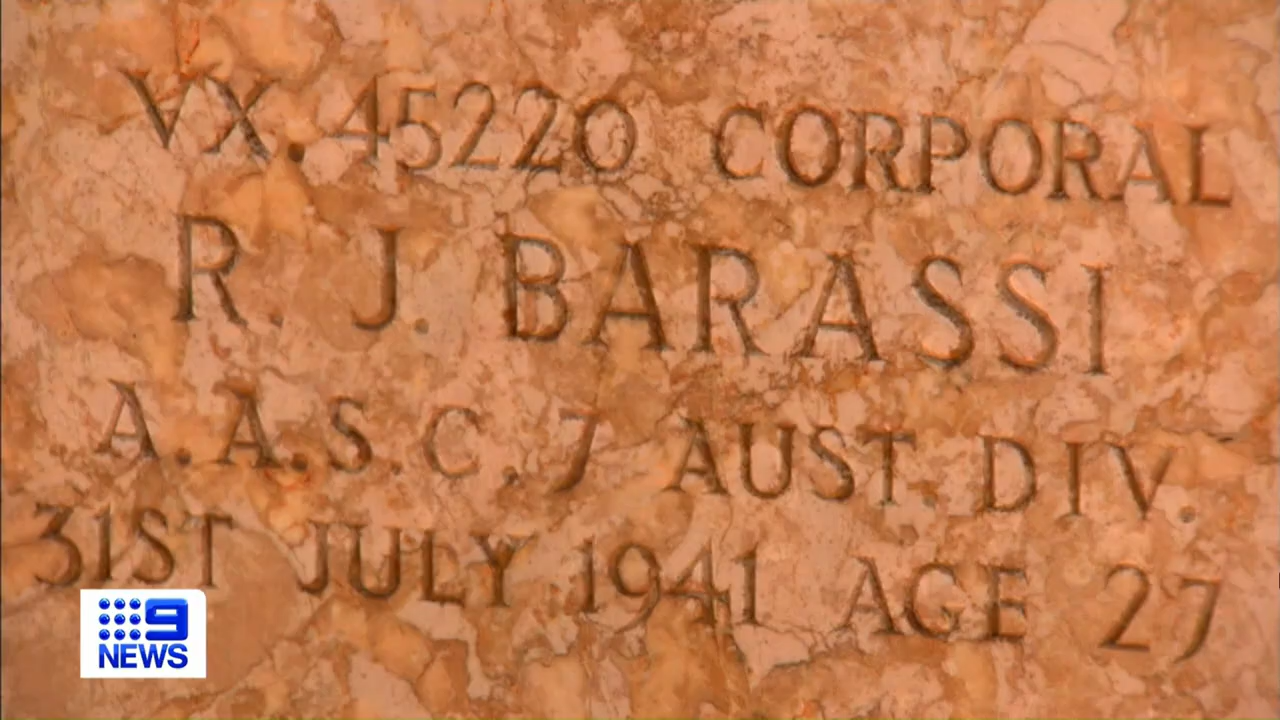 VX. 45220 CORPORAL
R. J. BARASSI
A.A.S.C. 7 AUST. DIV.
31ST JULY 1941 AGE 27
9
NEWS